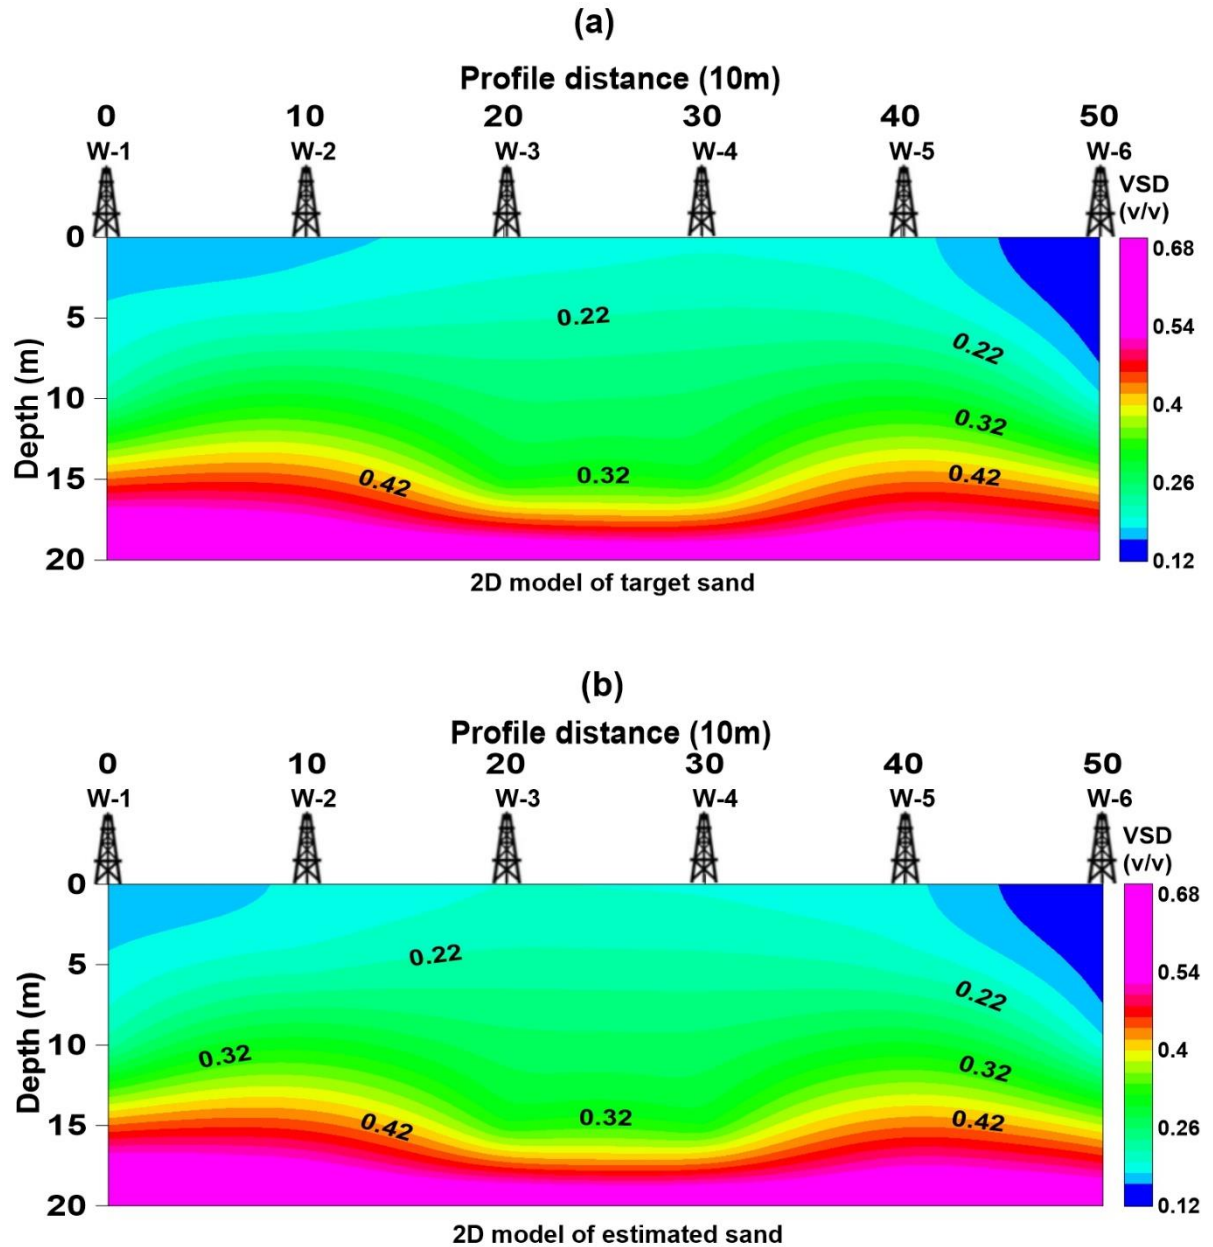 (a)
Profile distance (10m)
0 10 20 30 40 50
W-1 W-2 W-3 W-4 W-5 W-6
VSD
(v/v)
0
5
10
15
20
Depth (m)
0.22
0.22
0.32
0.32
0.42
0.42
0.68
0.54
0.4
0.26
0.12
2D model of target sand
(b)
Profile distance (10m)
0 10 20 30 40 50
W-1 W-2 W-3 W-4 W-5 W-6
VSD
(v/v)
0
5
10
15
20
Depth (m)
0.22
0.22
0.32
0.32
0.32
0.42
0.42
0.68
0.54
0.4
0.26
0.12
2D model of estimated sand